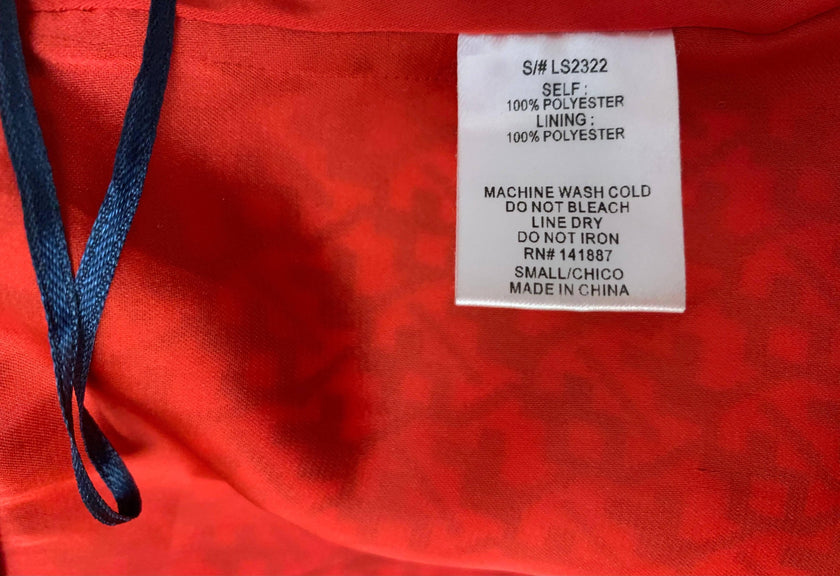 S/# LS2322
SELF :
100% POLYESTER
LINING :
100% POLYESTER
MACHINE WASH COLD
DO NOT BLEACH
LINE DRY
DO NOT IRON
RN# 141887
SMALL/CHICO
MADE IN CHINA